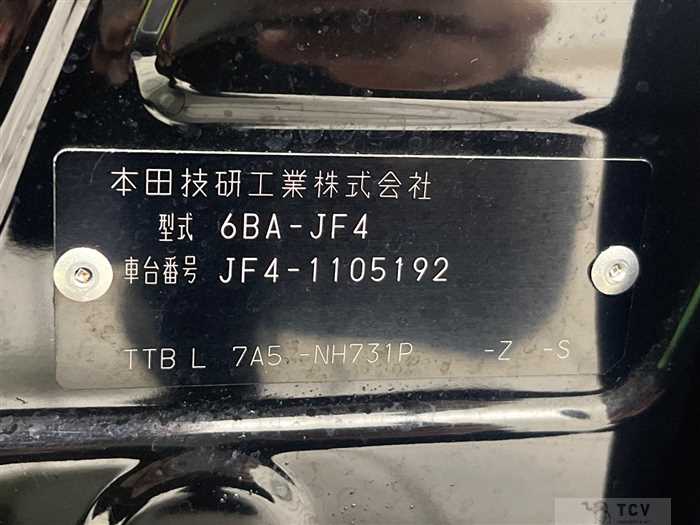 本田技研工業株式会社
型式 6BA-JF4
車台番号 JF4-1105192
TTB L 7A5 -NH731P -Z -S
TCV